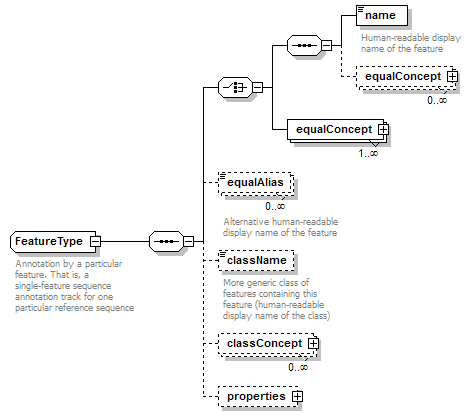 name
Human-readable display
name of the feature
equalConcept
0..∞
equalConcept
1..∞
equalAlias
0..∞
Alternative human-readable
display name of the feature
FeatureType
Annotation by a particular
feature. That is, a
single-feature sequence
annotation track for one
particular reference sequence
className
More generic class of
features containing this
feature (human-readable
display name of the class)
classConcept
0..∞
properties